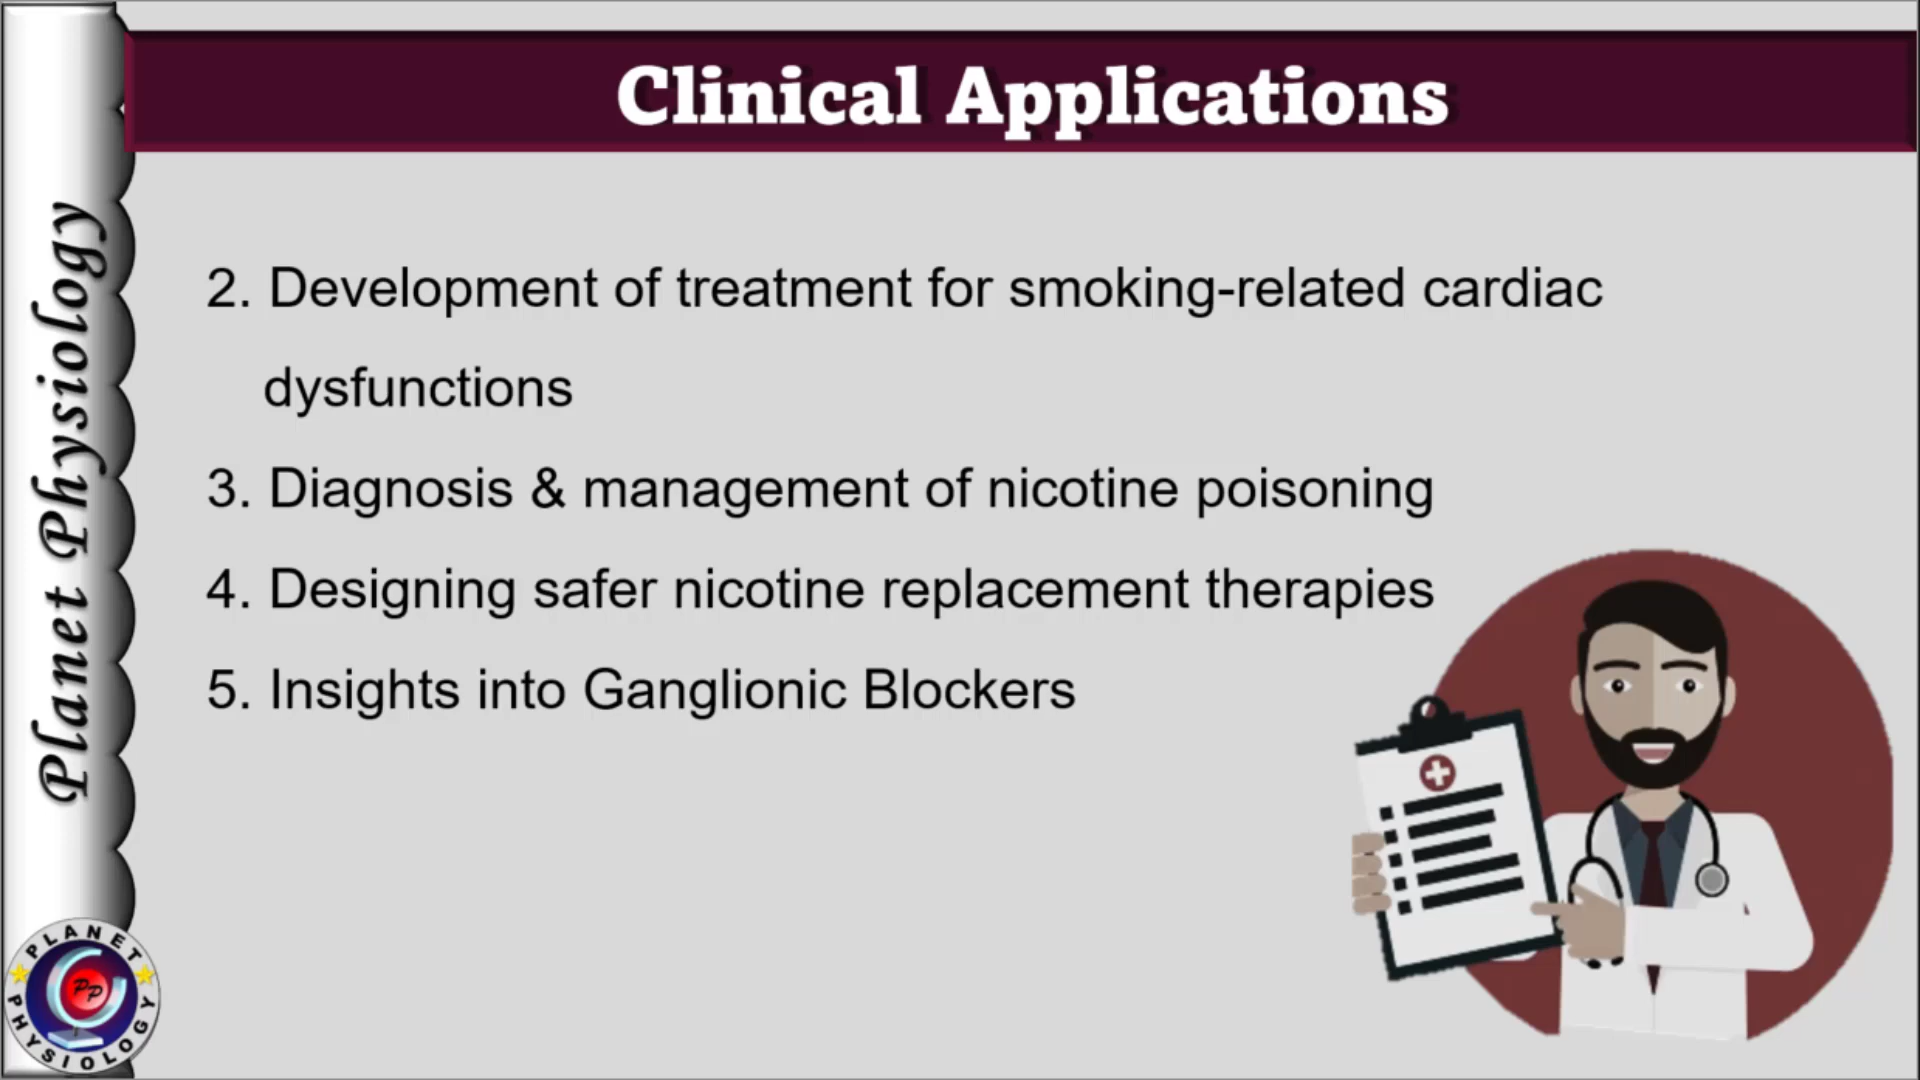 Clinical Applications
2. Development of treatment for smoking-related cardiac
dysfunctions
3. Diagnosis & management of nicotine poisoning
4. Designing safer nicotine replacement therapies
5. Insights into Ganglionic Blockers
Planet Physiology
PLANET
PP
PHYSIOLOGY